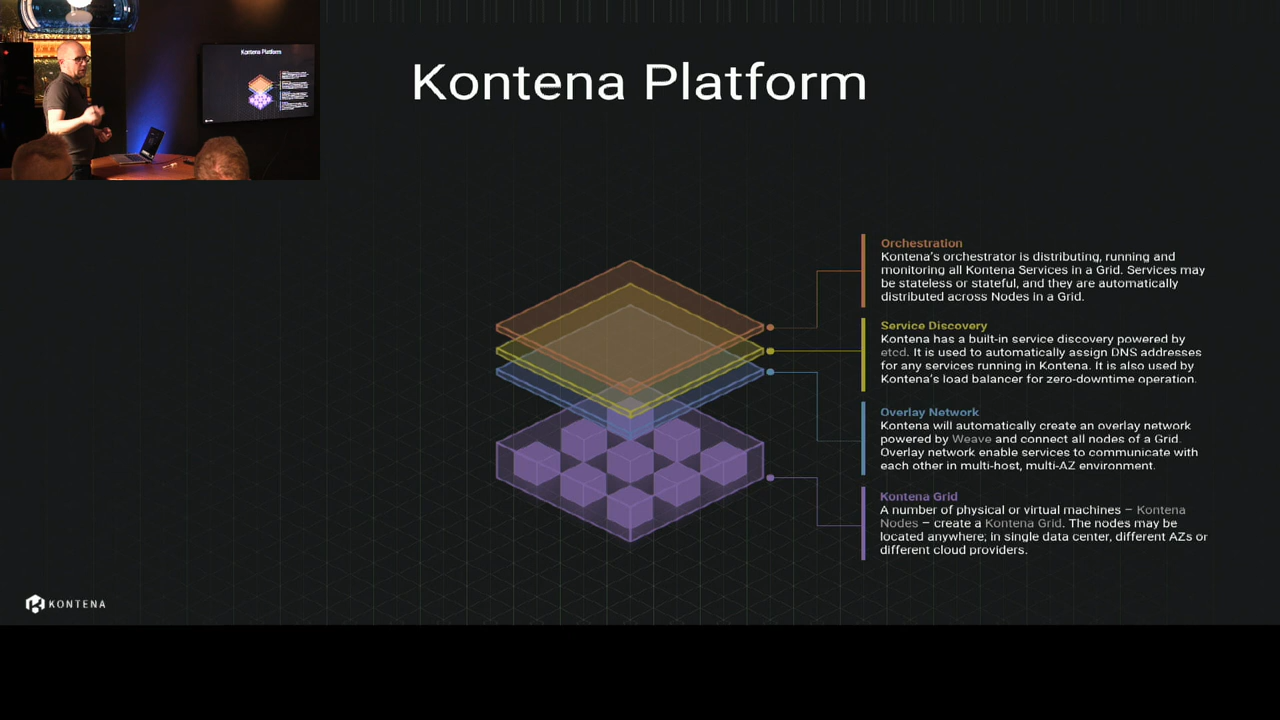 Kontena Platform
Kontena Platform
Orchestration
Kontena's orchestrator is distributing, running and
monitoring all Kontena Services in a Grid. Services may
be stateless or stateful, and they are automatically
distributed across Nodes in a Grid.
Service Discovery
Kontena has a built-in service discovery powered by
etcd. It is used to automatically assign DNS addresses
for any services running in Kontena. It is also used by
Kontena's load balancer for zero-downtime operation.
Overlay Network
Kontena will automatically create an overlay network
powered by Weave and connect all nodes of a Grid.
Overlay network enable services to communicate with
each other in multi-host, multi-AZ environment.
Kontena Grid
A number of physical or virtual machines – Kontena
Nodes – create a Kontena Grid. The nodes may be
located anywhere; in single data center, different AZs or
different cloud providers.
KONTENA